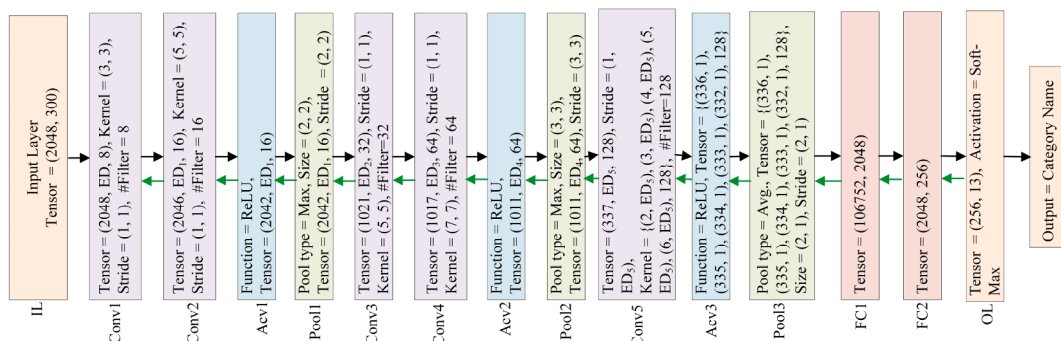 Input Layer
Tensor = (2048, 300)
IL
Tensor = (2048, ED, 8), Kernel = (3, 3),
Stride = (1, 1), #Filter = 8
Conv1
Tensor = (2046, ED₁, 16), Kernel = (5, 5),
Stride = (1, 1),  #Filter = 16
Conv2
Function = ReLU,
Tensor = (2042, ED₁, 16)
Acv1
Pool type = Max, Size = (2, 2),
Tensor = (2042, ED₁, 16), Stride = (2, 2)
Pool1
Tensor = (1021, ED₂, 32), Stride = (1, 1),
Kernel = (5, 5), #Filter=32
Conv3
Tensor = (1017, ED₃, 64), Stride = (1, 1),
Kernel = (7, 7), #Filter = 64
Conv4
Function = ReLU,
Tensor = (1011, ED₄, 64)
Acv2
Pool type = Max, Size = (3, 3),
Tensor = (1011, ED₄, 64), Stride = (3, 3)
Pool2
Tensor = (337, ED₅, 128), Stride = (1,
ED₅),
Kernel = {(2, ED₅), (3, ED₅), (4, ED₅), (5,
ED₅), (6, ED₅), 128},  #Filter=128
Conv5
Function = ReLU, Tensor = {(336, 1),
(335, 1), (334, 1), (333, 1), (332, 1), 128}
Acv3
Pool type = Avg., Tensor = {(336, 1),
(335, 1), (334, 1), (333, 1), (332, 1), 128},
Size = (2, 1), Stride = (2, 1)
Pool3
Tensor = (106752, 2048)
FC1
Tensor = (2048, 256)
FC2
Tensor = (256, 13),  Activation = Soft-
Max
OL
Output = Category Name